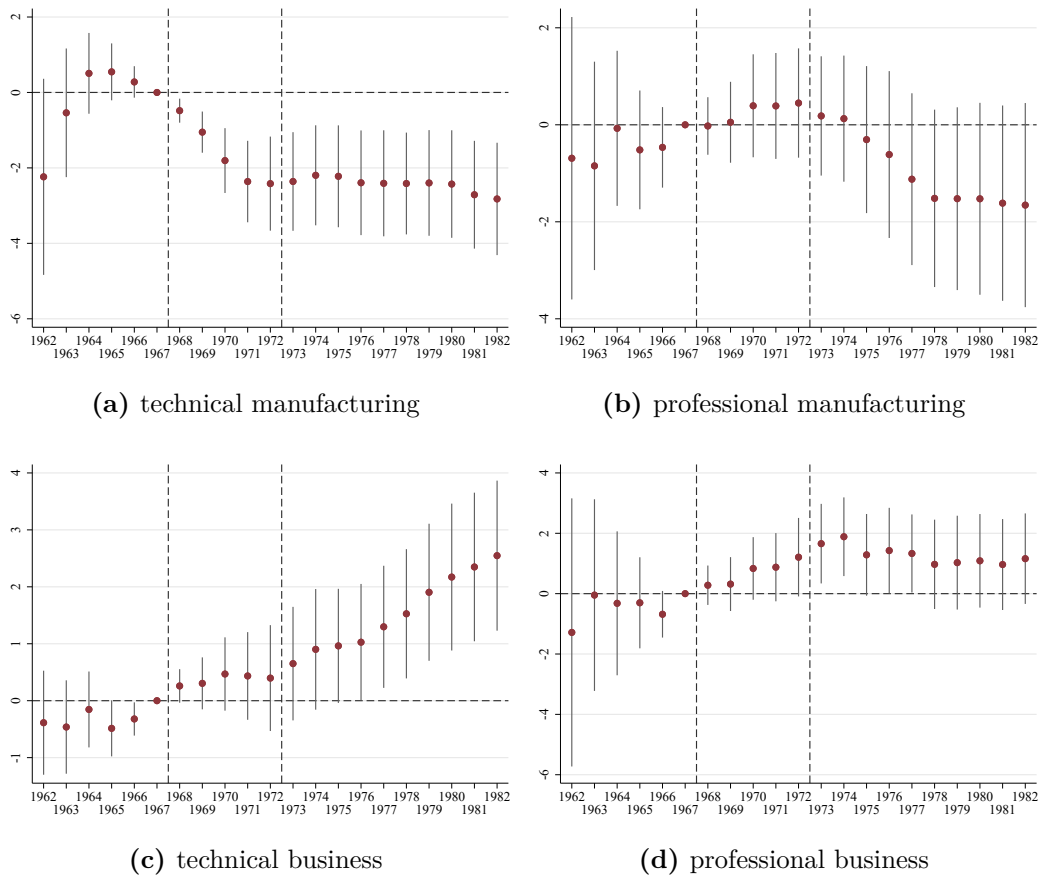 2
0
-2
-4
-6
1962 1964 1966 1968 1970 1972 1974 1976 1978 1980 1982
1963 1965 1967 1969 1971 1973 1975 1977 1979 1981
(a) technical manufacturing
2
0
-2
-4
1962 1964 1966 1968 1970 1972 1974 1976 1978 1980 1982
1963 1965 1967 1969 1971 1973 1975 1977 1979 1981
(b) professional manufacturing
4
3
2
1
0
-1
1962 1964 1966 1968 1970 1972 1974 1976 1978 1980 1982
1963 1965 1967 1969 1971 1973 1975 1977 1979 1981
(c) technical business
4
2
0
-2
-4
-6
1962 1964 1966 1968 1970 1972 1974 1976 1978 1980 1982
1963 1965 1967 1969 1971 1973 1975 1977 1979 1981
(d) professional business